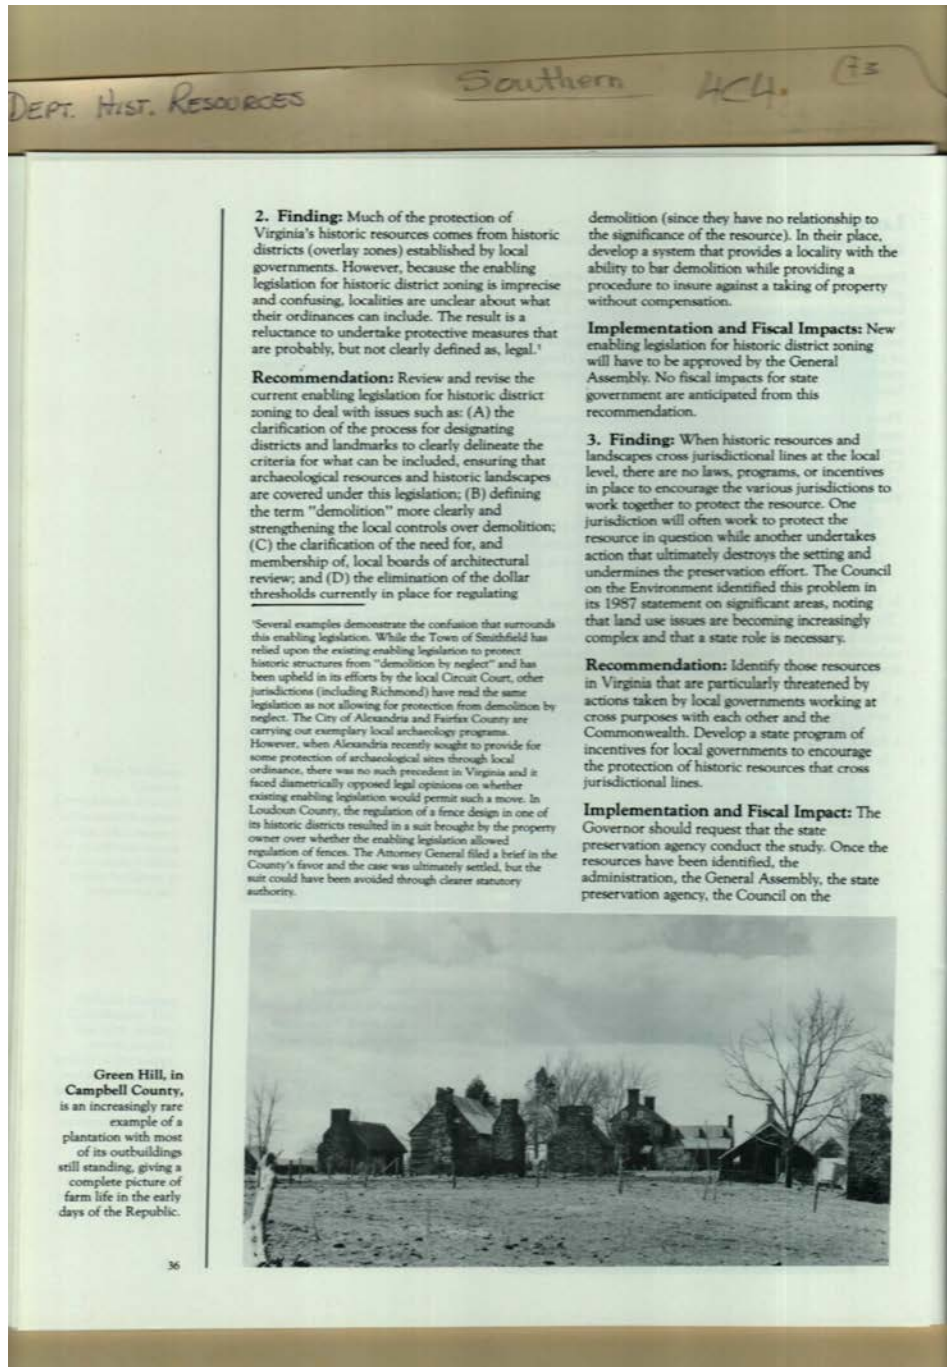 DEPT. HIST. RESOURCES
Southern
4C4.
73
2. Finding: Much of the protection of
Virginia's historic resources comes from historic
districts (overlay zones) established by local
governments. However, because the enabling
legislation for historic district zoning is imprecise
and confusing, localities are unclear about what
their ordinances can include. The result is a
reluctance to undertake protective measures that
are probably, but not clearly defined as, legal.¹
Recommendation: Review and revise the
current enabling legislation for historic district
zoning to deal with issues such as: (A) the
clarification of the process for designating
districts and landmarks to clearly delineate the
criteria for what can be included, ensuring that
archaeological resources and historic landscapes
are covered under this legislation; (B) defining
the term "demolition" more clearly and
strengthening the local controls over demolition;
(C) the clarification of the need for, and
membership of, local boards of architectural
review; and (D) the elimination of the dollar
thresholds currently in place for regulating
¹Several examples demonstrate the confusion that surrounds
this enabling legislation. While the Town of Smithfield has
relied upon the existing enabling legislation to protect
historic structures from "demolition by neglect" and has
been upheld in its efforts by the local Circuit Court, other
jurisdictions (including Richmond) have read the same
legislation as not allowing for protection from demolition by
neglect. The City of Alexandria and Fairfax County are
carrying out exemplary local archaeology programs.
However, when Alexandria recently sought to provide for
some protection of archaeological sites through local
ordinance, there was no such precedent in Virginia and it
faced diametrically opposed legal opinions on whether
existing enabling legislation would permit such a move. In
Loudoun County, the regulation of a fence design in one of
its historic districts resulted in a suit brought by the property
owner over whether the enabling legislation allowed
regulation of fences. The Attorney General filed a brief in the
County's favor and the case was ultimately settled, but the
suit could have been avoided through clearer statutory
authority.
demolition (since they have no relationship to
the significance of the resource). In their place,
develop a system that provides a locality with the
ability to bar demolition while providing a
procedure to insure against a taking of property
without compensation.
Implementation and Fiscal Impacts: New
enabling legislation for historic district zoning
will have to be approved by the General
Assembly. No fiscal impacts for state
government are anticipated from this
recommendation.
3. Finding: When historic resources and
landscapes cross jurisdictional lines at the local
level, there are no laws, programs, or incentives
in place to encourage the various jurisdictions to
work together to protect the resource. One
jurisdiction will often work to protect the
resource in question while another undertakes
action that ultimately destroys the setting and
undermines the preservation effort. The Council
on the Environment identified this problem in
its 1987 statement on significant areas, noting
that land use issues are becoming increasingly
complex and that a state role is necessary.
Recommendation: Identify those resources
in Virginia that are particularly threatened by
actions taken by local governments working at
cross purposes with each other and the
Commonwealth. Develop a state program of
incentives for local governments to encourage
the protection of historic resources that cross
jurisdictional lines.
Implementation and Fiscal Impact: The
Governor should request that the state
preservation agency conduct the study. Once the
resources have been identified, the
administration, the General Assembly, the state
preservation agency, the Council on the
Green Hill, in
Campbell County,
is an increasingly rare
example of a
plantation with most
of its outbuildings
still standing, giving a
complete picture of
farm life in the early
days of the Republic.
36